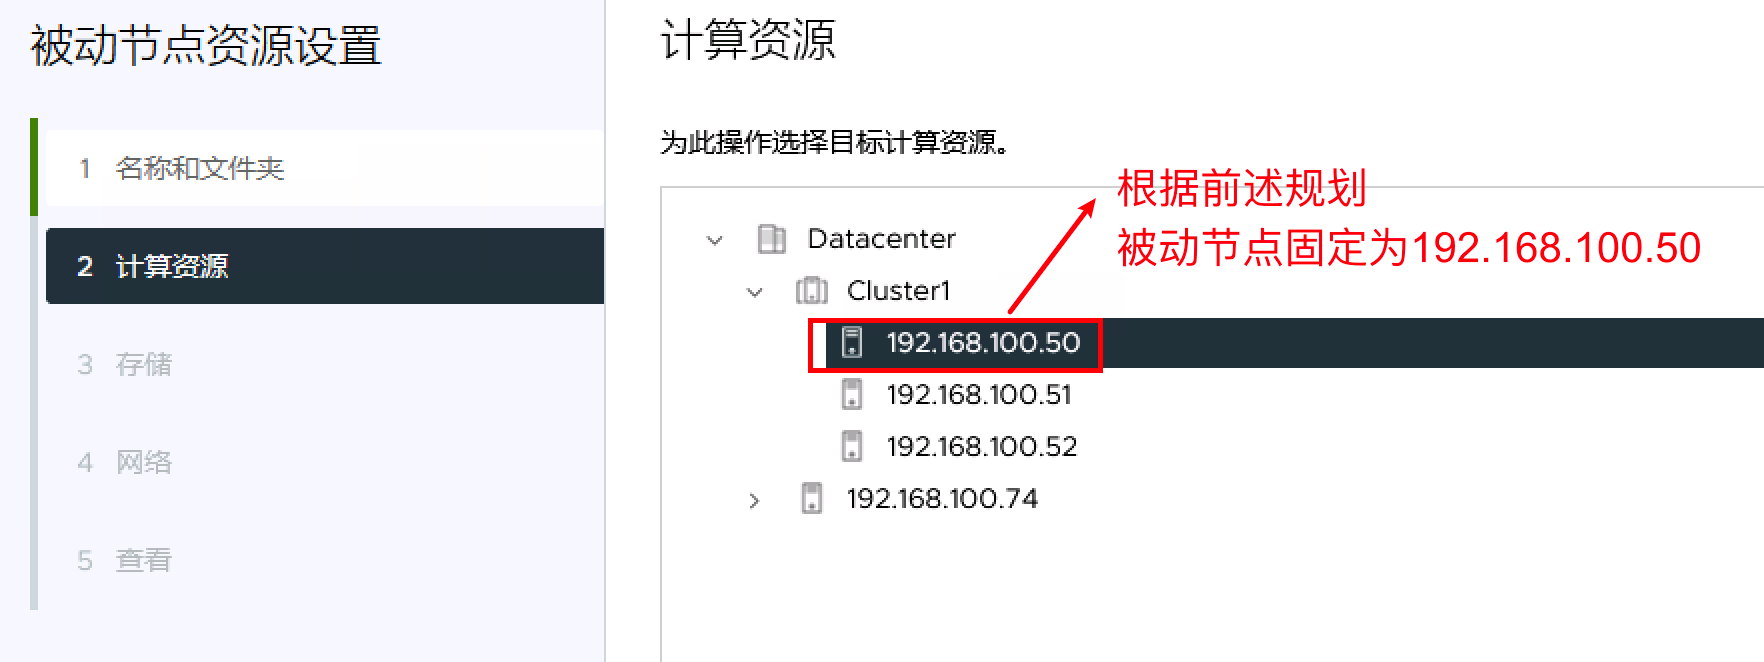 被动节点资源设置
1 名称和文件夹
2 计算资源
3 存储
4 网络
5 查看
计算资源
为此操作选择目标计算资源。
根据前述规划
被动节点固定为192.168.100.50
Datacenter
Cluster1
192.168.100.50
192.168.100.51
192.168.100.52
192.168.100.74